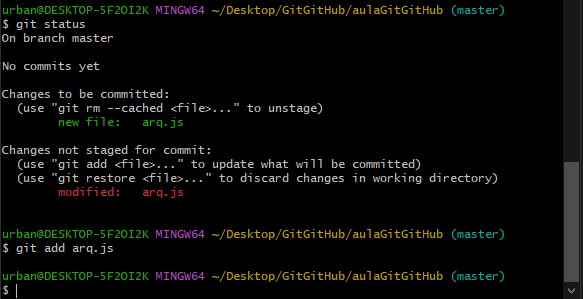 urban@DESKTOP-5F2OI2K MINGW64 ~/Desktop/GitGitHub/aulaGitGitHub (master)
$ git status
On branch master
No commits yet
Changes to be committed:
  (use "git rm --cached <file>..." to unstage)
        new file:   arq.js
Changes not staged for commit:
  (use "git add <file>..." to update what will be committed)
  (use "git restore <file>..." to discard changes in working directory)
        modified:   arq.js
urban@DESKTOP-5F2OI2K MINGW64 ~/Desktop/GitGitHub/aulaGitGitHub (master)
$ git add arq.js
urban@DESKTOP-5F2OI2K MINGW64 ~/Desktop/GitGitHub/aulaGitGitHub (master)
$